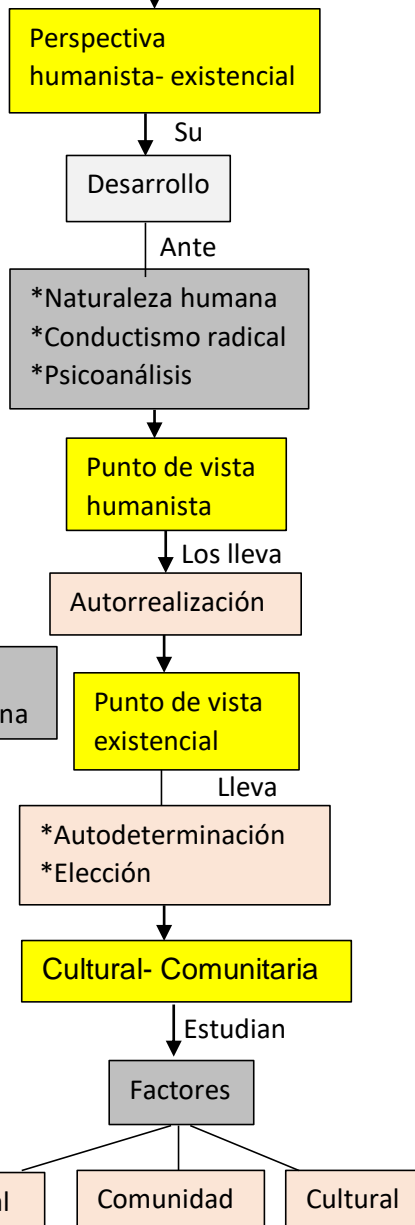 Perspectiva
humanista- existencial
Su
Desarrollo
Ante
*Naturaleza humana
*Conductismo radical
*Psicoanálisis
Punto de vista
humanista
Los lleva
Autorrealización
Punto de vista
existencial
Lleva
*Autodeterminación
*Elección
Cultural- Comunitaria
Estudian
Factores
Comunidad
Cultural